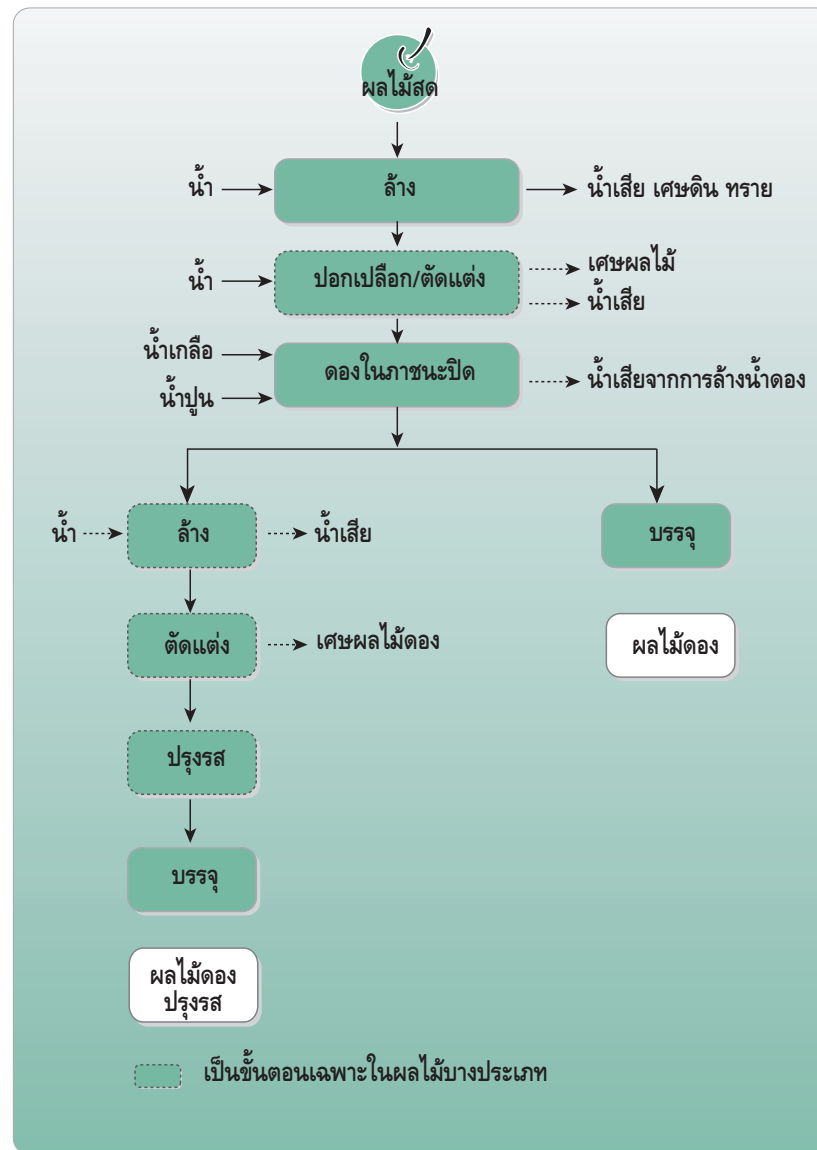 ผลไม้สด
น้ำ
ล้าง
น้ำเสีย เศษดิน ทราย
น้ำ
ปอกเปลือก/ตัดแต่ง
เศษผลไม้
น้ำเสีย
น้ำเกลือ
น้ำปูน
ดองในภาชนะปิด
น้ำเสียจากการล้างน้ำดอง
น้ำ
ล้าง
น้ำเสีย
บรรจุ
ตัดแต่ง
เศษผลไม้ดอง
ผลไม้ดอง
ปรุงรส
บรรจุ
ผลไม้ดอง
ปรุงรส
เป็นขั้นตอนเฉพาะในผลไม้บางประเภท